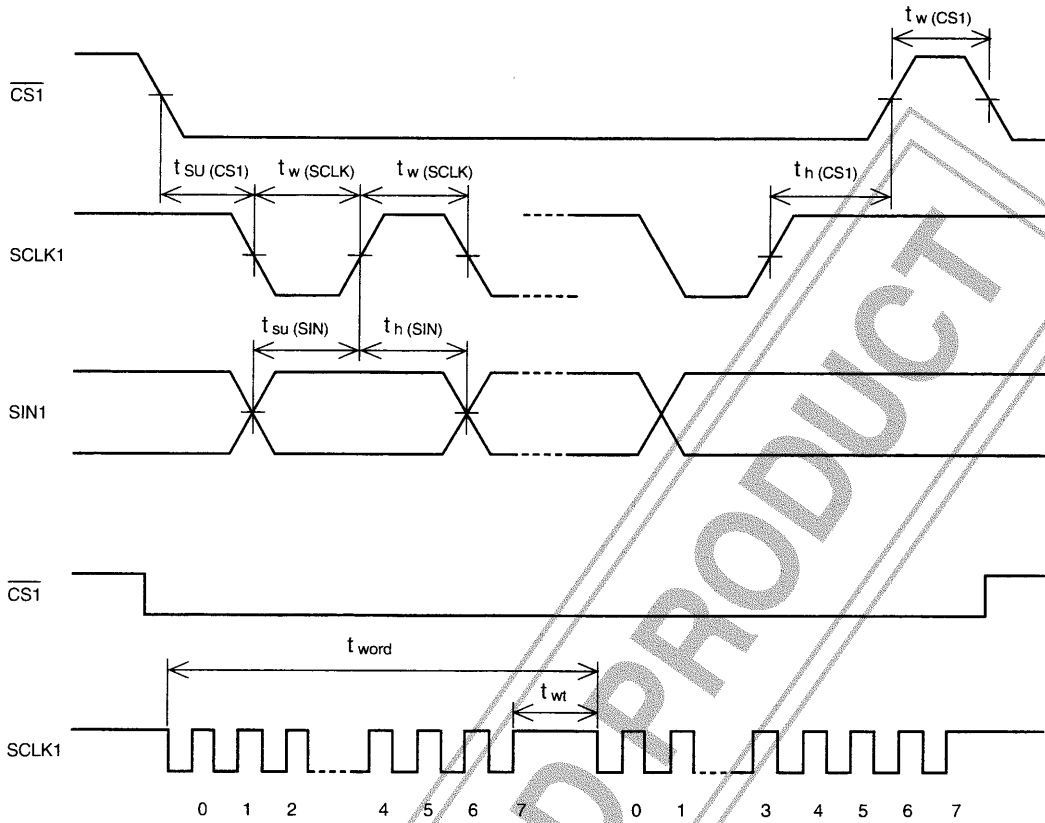 t w (CS1)
CS1
t SU (CS1) t w (SCLK) t w (SCLK) t h (CS1)
SCLK1
t su (SIN) t h (SIN)
SIN1
CS1
t word
t wt
SCLK1
0 1 2 4 5 6 7 0 1 3 4 5 6 7
D PRODUCT